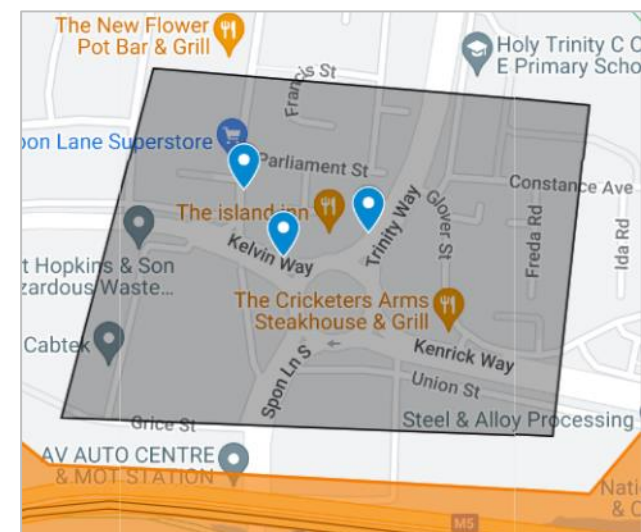 The New Flower
Pot Bar & Grill
Holy Trinity C C
E Primary Scho
Francis St
oon Lane Superstore
Parliament St
Constance Ave
The island inn
Glover St
Trinity Way
Freda Rd
Ida Rd
Kelvin Way
t Hopkins & Son
zardous Waste...
The Cricketers Arms
Steakhouse & Grill
Cabtek
Kenrick Way
Spon Ln S
Union St
Grice St
Steel & Alloy Processing
AV AUTO CENTRE
& MOT STATION
Nati
& C
M5